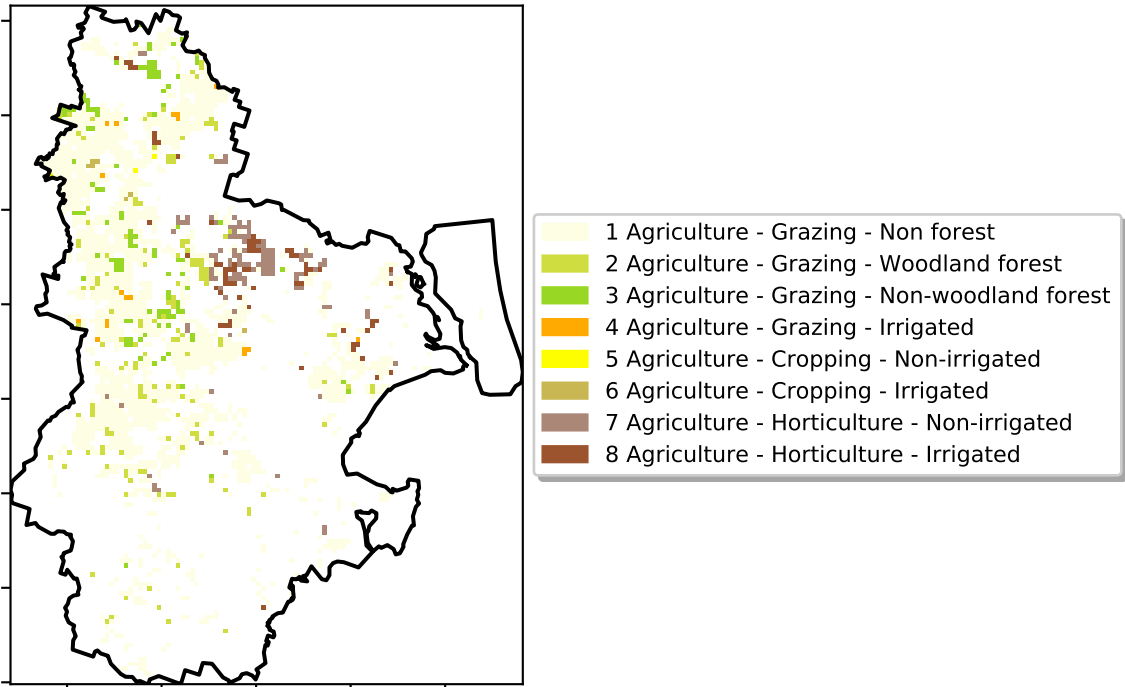 1 Agriculture - Grazing - Non forest
2 Agriculture - Grazing - Woodland forest
3 Agriculture - Grazing - Non-woodland forest
4 Agriculture - Grazing - Irrigated
5 Agriculture - Cropping - Non-irrigated
6 Agriculture - Cropping - Irrigated
7 Agriculture - Horticulture - Non-irrigated
8 Agriculture - Horticulture - Irrigated